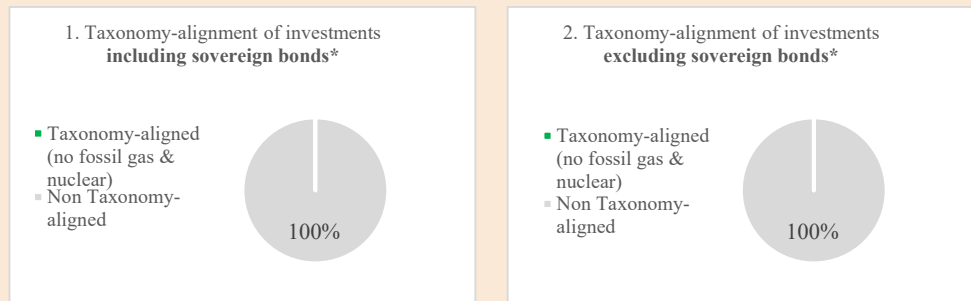 1. Taxonomy-alignment of investments
including sovereign bonds*
Taxonomy-aligned
(no fossil gas &
nuclear)
Non Taxonomy-
aligned
100%
2. Taxonomy-alignment of investments
excluding sovereign bonds*
Taxonomy-aligned
(no fossil gas &
nuclear)
Non Taxonomy-
aligned
100%